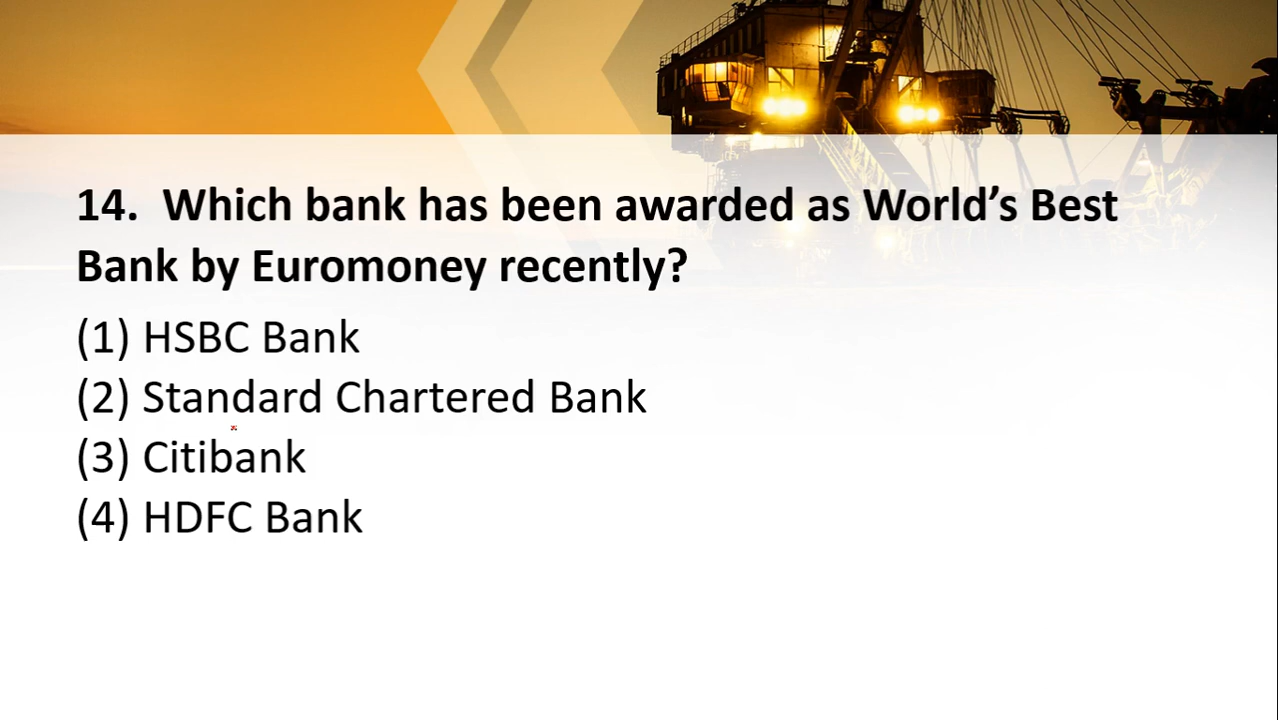 14.  Which bank has been awarded as World’s Best
Bank by Euromoney recently?
(1) HSBC Bank
(2) Standard Chartered Bank
(3) Citibank
(4) HDFC Bank